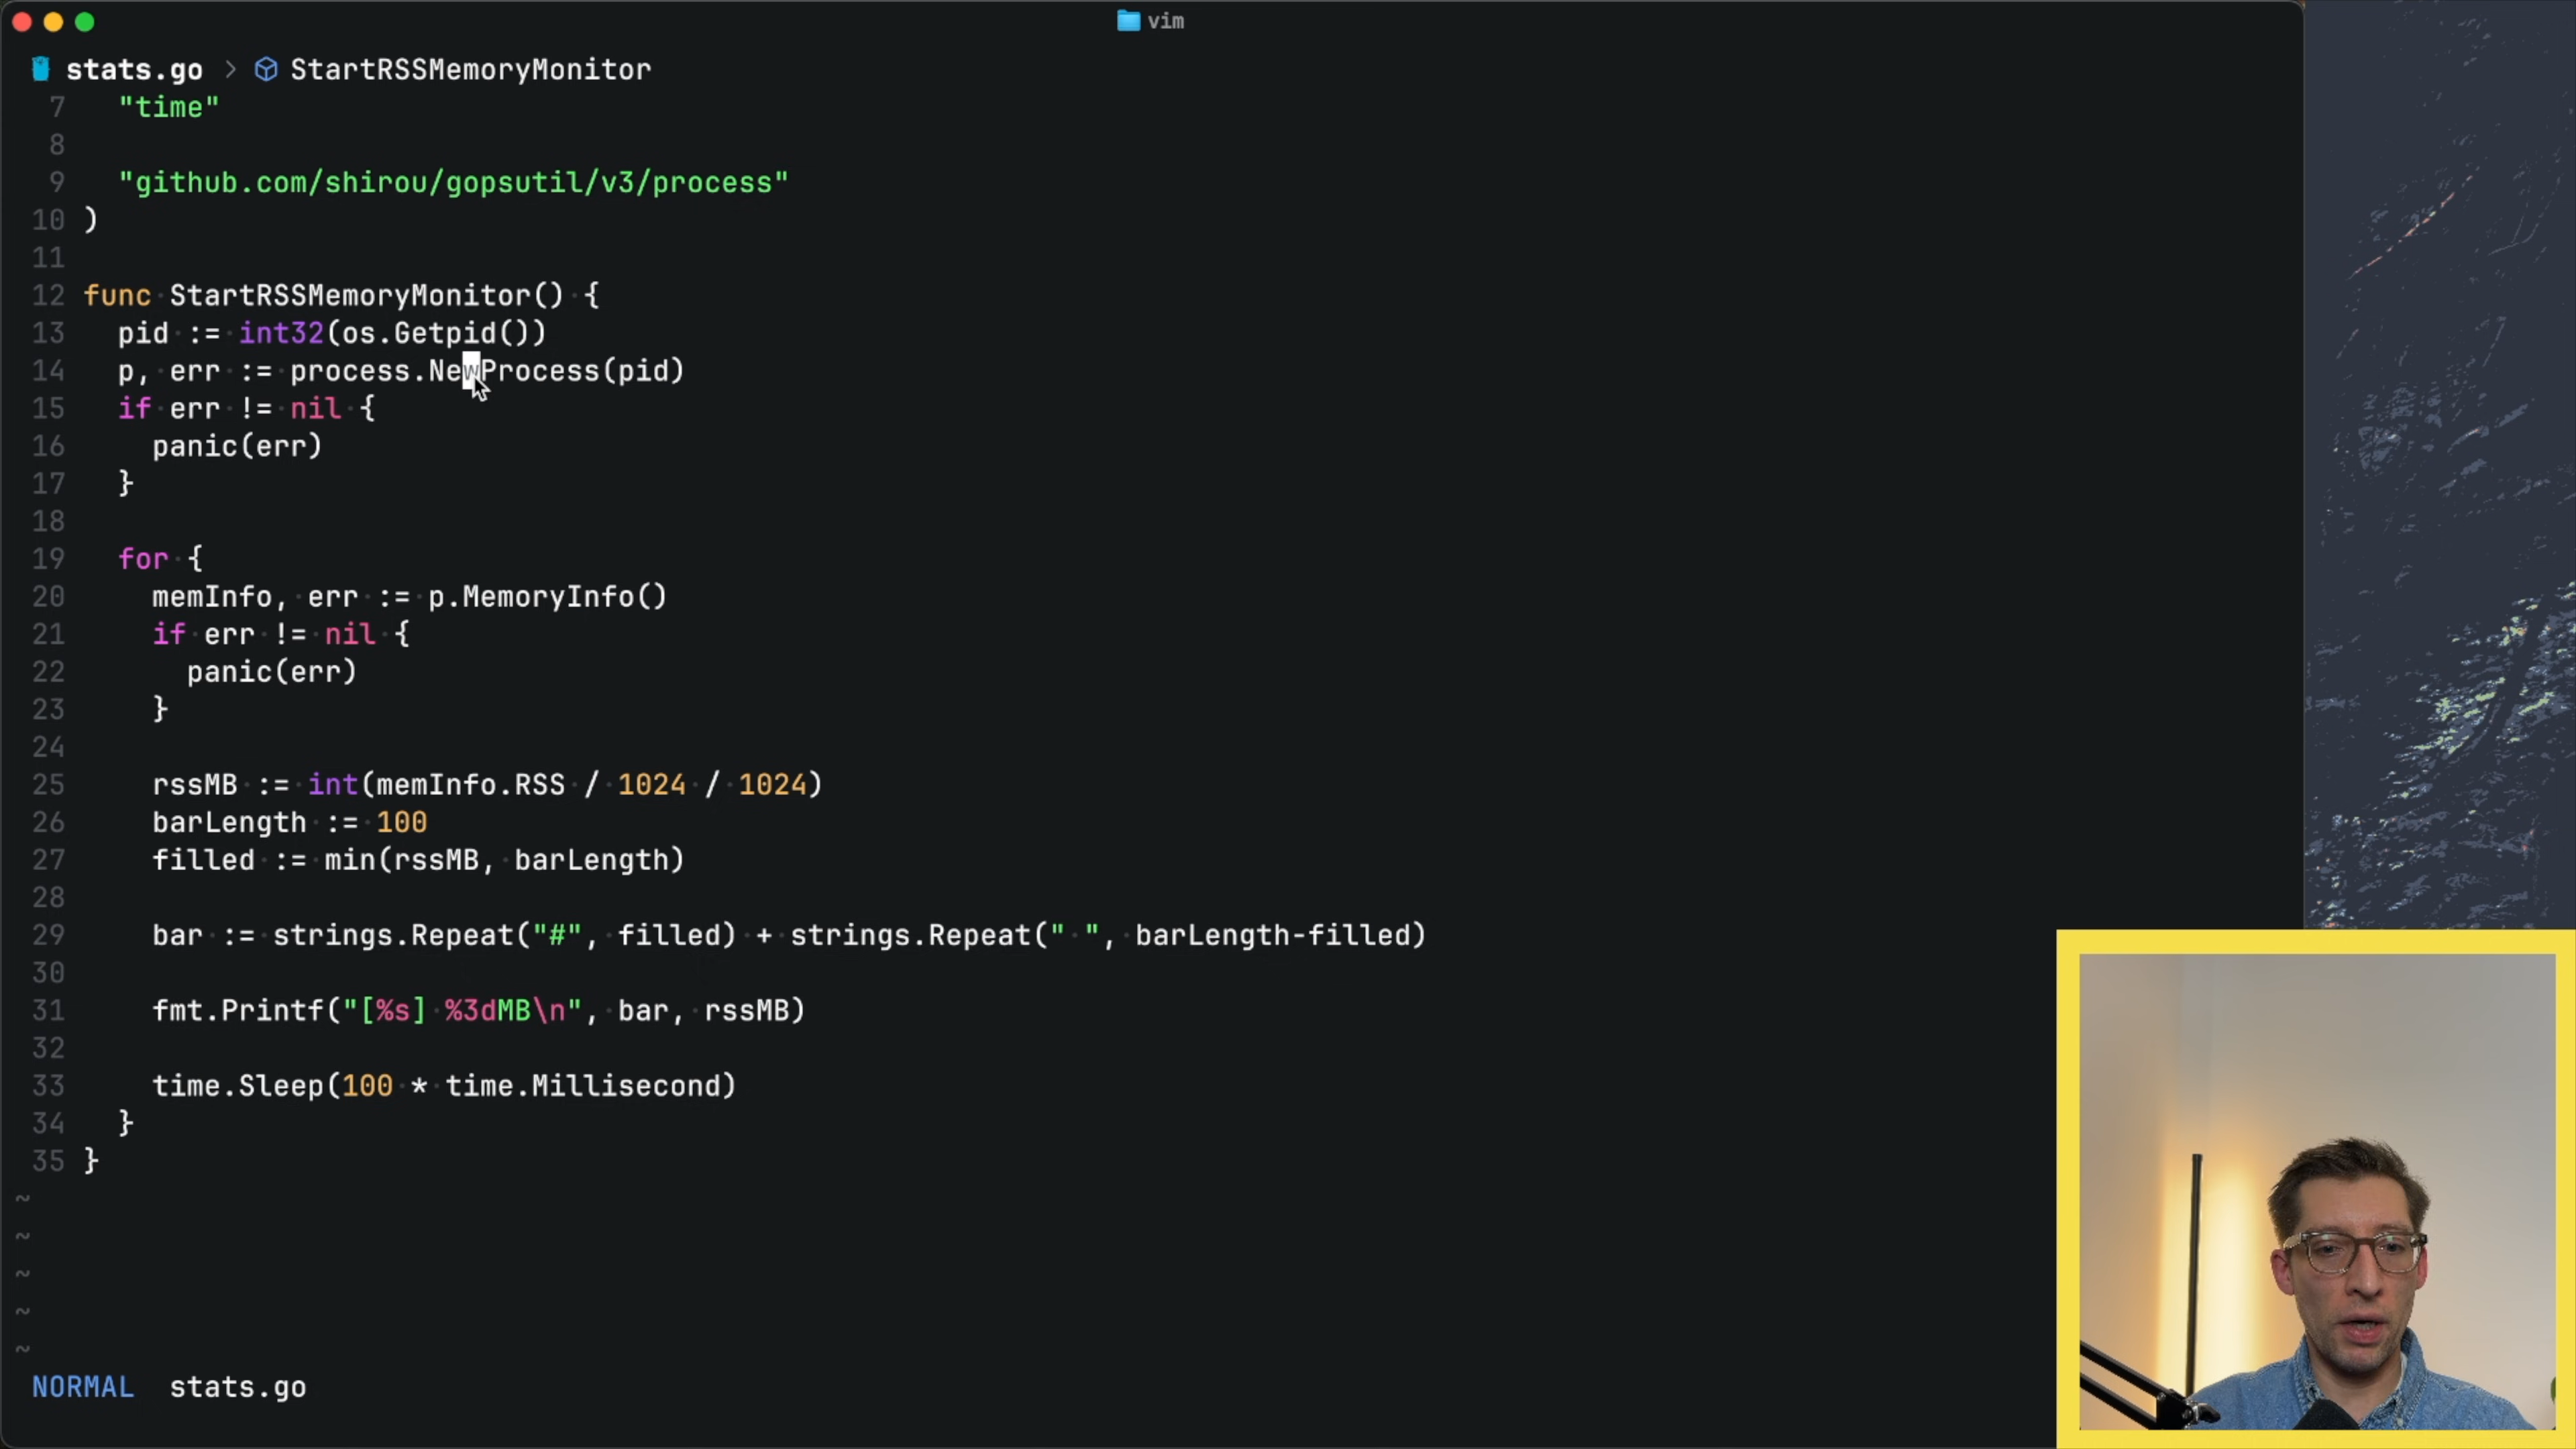 vim
stats.go > StartRSSMemoryMonitor
7 "time"
8
9 "github.com/shirou/gopsutil/v3/process"
10 )
11
12 func StartRSSMemoryMonitor() {
13 pid := int32(os.Getpid())
14 p, err := process.NewProcess(pid)
15 if err != nil {
16 panic(err)
17 }
18
19 for {
20 memInfo, err := p.MemoryInfo()
21 if err != nil {
22 panic(err)
23 }
24
25 rssMB := int(memInfo.RSS / 1024 / 1024)
26 barLength := 100
27 filled := min(rssMB, barLength)
28
29 bar := strings.Repeat("#", filled) + strings.Repeat(" ", barLength-filled)
30
31 fmt.Printf("[%s] %3dMB\n", bar, rssMB)
32
33 time.Sleep(100 * time.Millisecond)
34 }
35 }
~
~
~
~
~
NORMAL stats.go